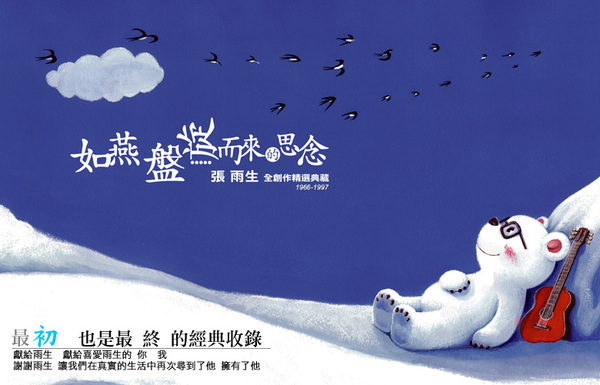 如燕盤旋而來的思念
張雨生 全創作精選典藏
1966-1997
最初 也是最 終 的經典收錄
獻給雨生 獻給喜愛雨生的 你 我
謝謝雨生 讓我們在真實的生活中再次尋到了他 擁有了他